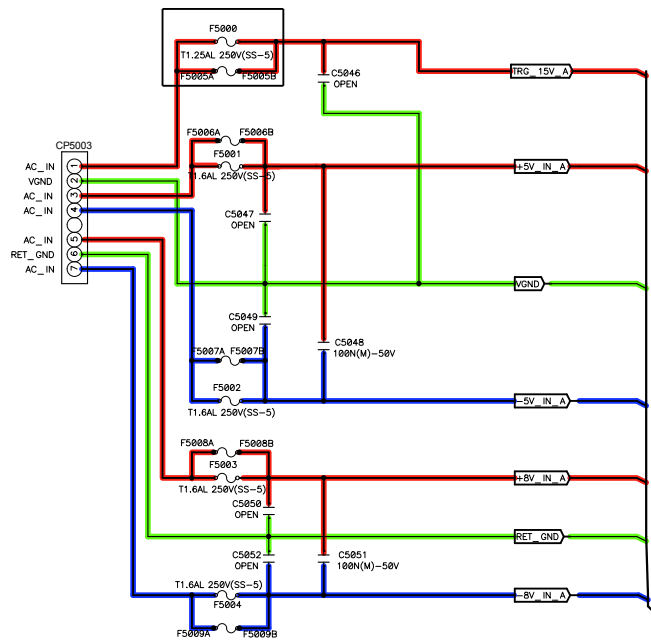 F5000
T1.25AL 250V(SS-5)
F5005A F5005B
C5046
OPEN
TRG_15V_A
F5006A F5006B
F5001
T1.6AL 250V(SS-5)
+5V_IN_A
CP5003
AC_IN 1
VGND 2
AC_IN 3
AC_IN 4
AC_IN 5
RET_GND 6
AC_IN 7
C5047
OPEN
VGND
C5049
OPEN
C5048
100N(M)-50V
F5007A F5007B
F5002
T1.6AL 250V(SS-5)
-5V_IN_A
F5008A F5008B
F5003
T1.6AL 250V(SS-5)
+8V_IN_A
C5050
OPEN
RET_GND
C5052
OPEN
C5051
100N(M)-50V
T1.6AL 250V(SS-5)
F5004
-8V_IN_A
F5009A F5009B